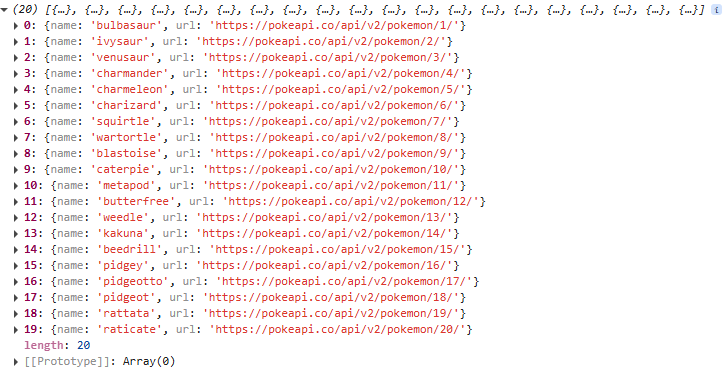 (20) [{…}, {…}, {…}, {…}, {…}, {…}, {…}, {…}, {…}, {…}, {…}, {…}, {…}, {…}, {…}, {…}, {…}, {…}, {…}, {…}] i
0: {name: 'bulbasaur', url: 'https://pokeapi.co/api/v2/pokemon/1/'}
1: {name: 'ivysaur', url: 'https://pokeapi.co/api/v2/pokemon/2/'}
2: {name: 'venusaur', url: 'https://pokeapi.co/api/v2/pokemon/3/'}
3: {name: 'charmander', url: 'https://pokeapi.co/api/v2/pokemon/4/'}
4: {name: 'charmeleon', url: 'https://pokeapi.co/api/v2/pokemon/5/'}
5: {name: 'charizard', url: 'https://pokeapi.co/api/v2/pokemon/6/'}
6: {name: 'squirtle', url: 'https://pokeapi.co/api/v2/pokemon/7/'}
7: {name: 'wartortle', url: 'https://pokeapi.co/api/v2/pokemon/8/'}
8: {name: 'blastoise', url: 'https://pokeapi.co/api/v2/pokemon/9/'}
9: {name: 'caterpie', url: 'https://pokeapi.co/api/v2/pokemon/10/'}
10: {name: 'metapod', url: 'https://pokeapi.co/api/v2/pokemon/11/'}
11: {name: 'butterfree', url: 'https://pokeapi.co/api/v2/pokemon/12/'}
12: {name: 'weedle', url: 'https://pokeapi.co/api/v2/pokemon/13/'}
13: {name: 'kakuna', url: 'https://pokeapi.co/api/v2/pokemon/14/'}
14: {name: 'beedrill', url: 'https://pokeapi.co/api/v2/pokemon/15/'}
15: {name: 'pidgey', url: 'https://pokeapi.co/api/v2/pokemon/16/'}
16: {name: 'pidgeotto', url: 'https://pokeapi.co/api/v2/pokemon/17/'}
17: {name: 'pidgeot', url: 'https://pokeapi.co/api/v2/pokemon/18/'}
18: {name: 'rattata', url: 'https://pokeapi.co/api/v2/pokemon/19/'}
19: {name: 'raticate', url: 'https://pokeapi.co/api/v2/pokemon/20/'}
length: 20
[[Prototype]]: Array(0)